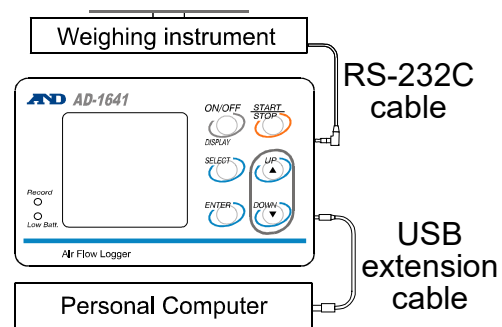 Weighing instrument
RS-232C
cable
AND AD-1641
ON/OFF
START
STOP
DISPLAY
SELECT
UP
Record
Low Batt.
ENTER
DOWN
Air Flow Logger
USB
extension
cable
Personal Computer